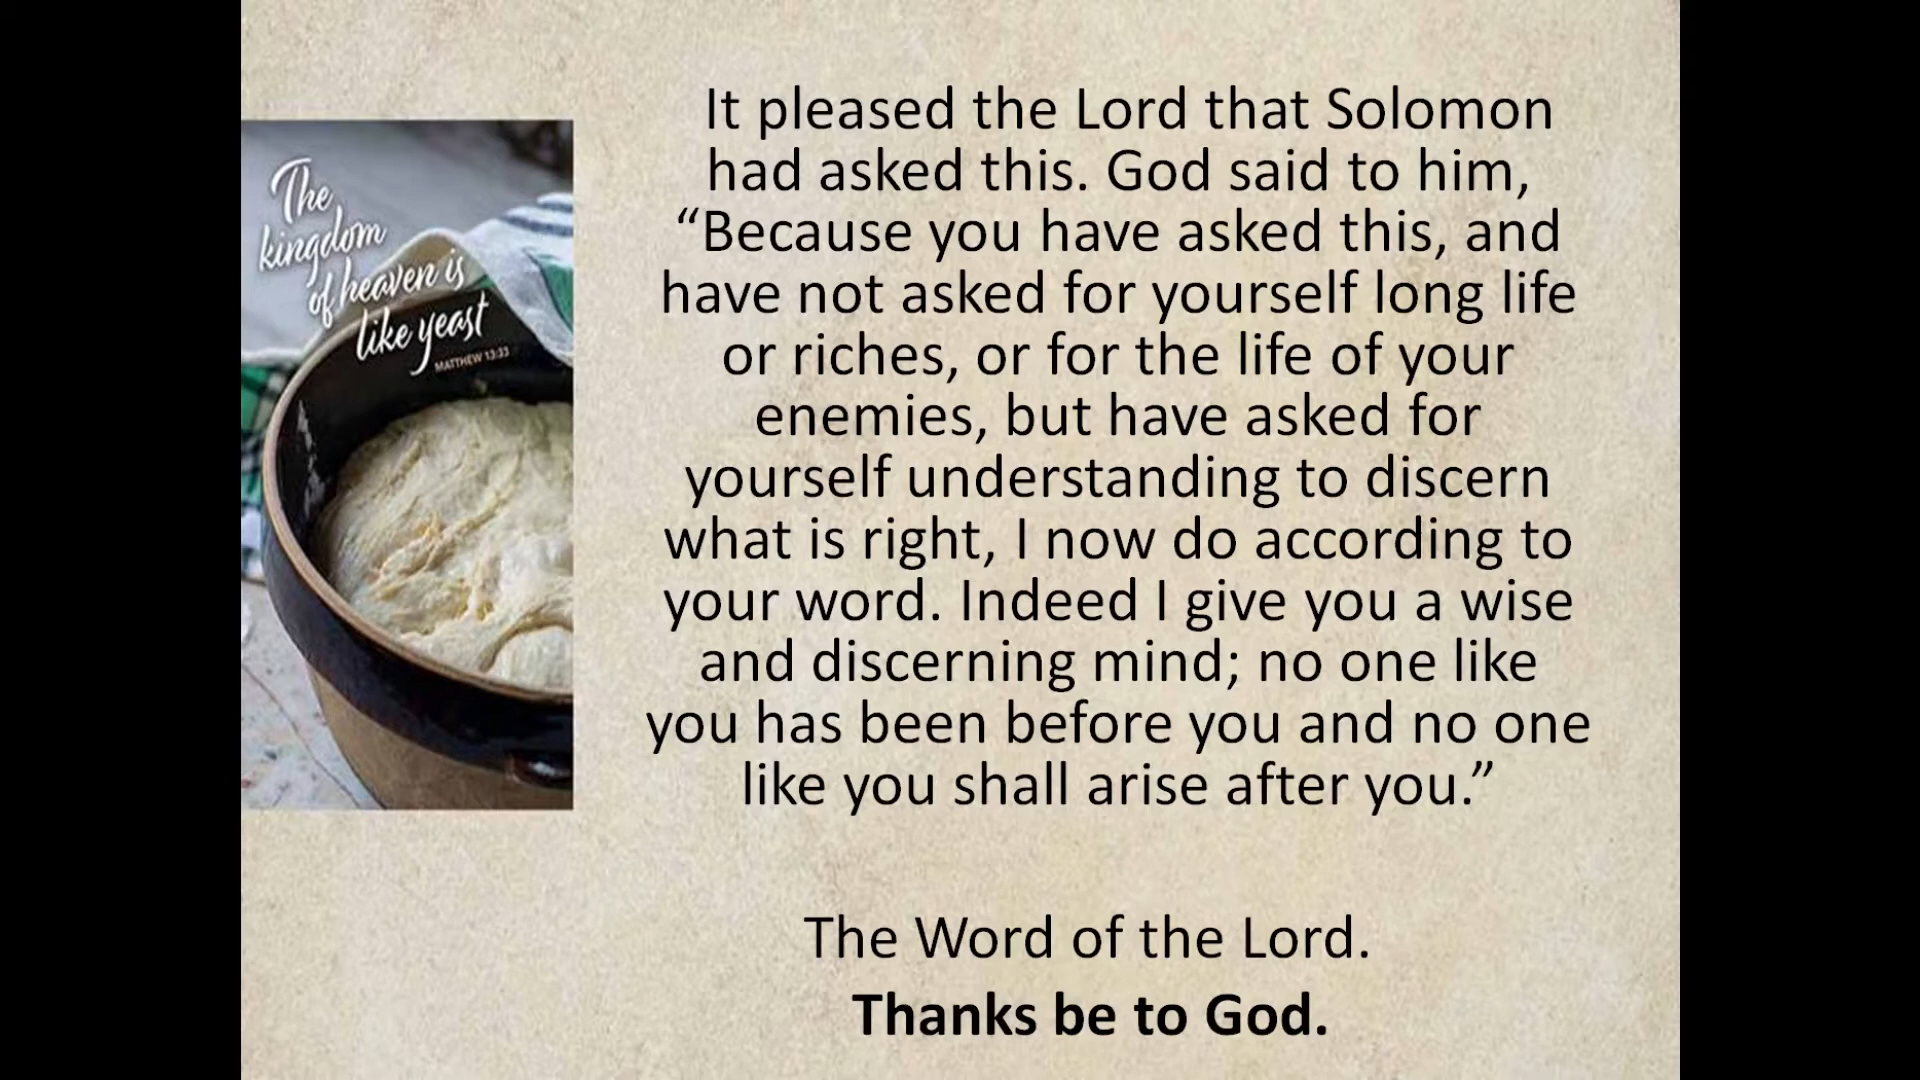 The
kingdom
of heaven is
like yeast
MATTHEW 13:33
It pleased the Lord that Solomon
had asked this. God said to him,
“Because you have asked this, and
have not asked for yourself long life
or riches, or for the life of your
enemies, but have asked for
yourself understanding to discern
what is right, I now do according to
your word. Indeed I give you a wise
and discerning mind; no one like
you has been before you and no one
like you shall arise after you.”
The Word of the Lord.
Thanks be to God.